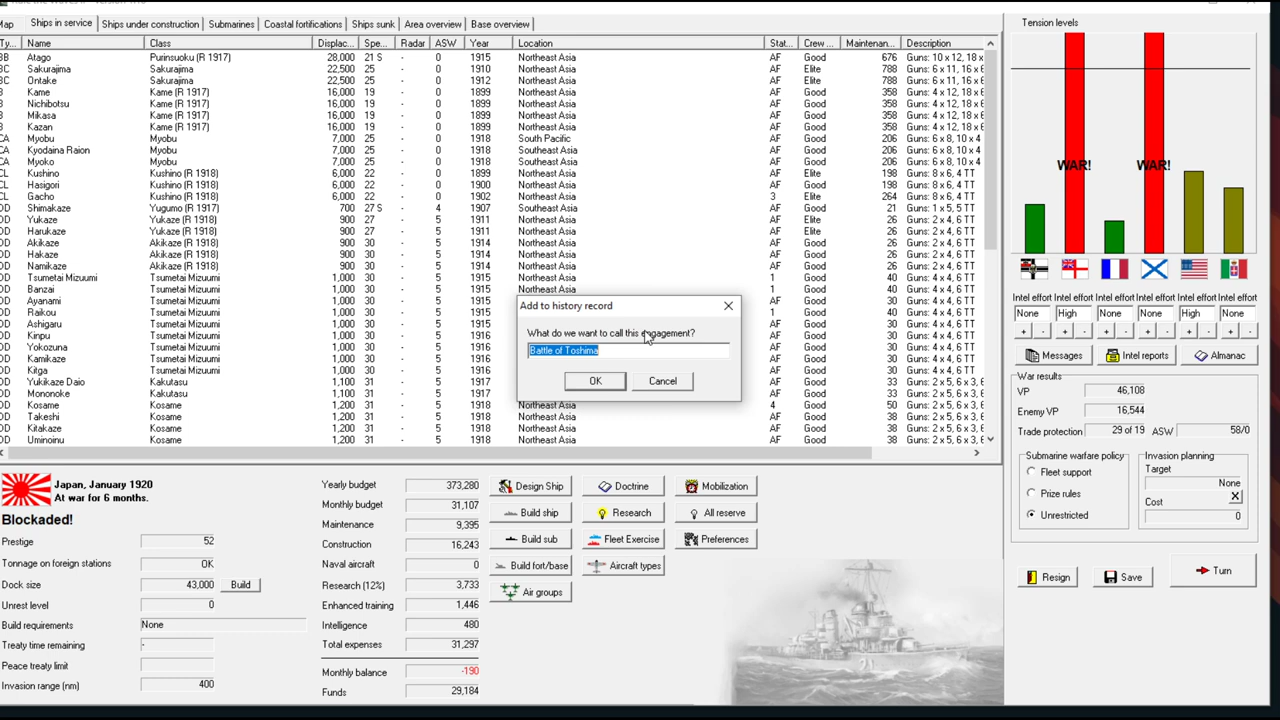 Map Ships in service Ships under construction Submarines Coastal fortifications Ships sunk Area overview Base overview
Ty... Name Class Displac... Spe... Radar ASW Year Location Stat... Crew ... Maintenan... Description
BB Atago Purinsuoku (R 1917) 28,000 21 S - 0 1915 Northeast Asia AF Good 676 Guns: 10 x 12, 18 x
BC Sakurajima Sakurajima 22,500 25 - 0 1910 Northeast Asia AF Elite 788 Guns: 6 x 11, 16 x 6
BC Ontake Sakurajima 22,500 25 - 0 1912 Northeast Asia AF Elite 788 Guns: 6 x 11, 16 x 6
B Kame Kame (R 1917) 16,000 19 - 0 1899 Northeast Asia AF Good 358 Guns: 4 x 12, 18 x 6
B Nichibotsu Kame (R 1917) 16,000 19 - 0 1899 Northeast Asia AF Good 358 Guns: 4 x 12, 18 x 6
B Mikasa Kame (R 1917) 16,000 19 - 0 1899 Northeast Asia AF Good 358 Guns: 4 x 12, 18 x 6
B Kazan Kame (R 1917) 16,000 19 - 0 1899 Northeast Asia AF Good 358 Guns: 4 x 12, 18 x 6
CA Myobu Myobu 7,000 25 - 0 1918 South Pacific AF Good 206 Guns: 6 x 8, 10 x 4
CA Kyodaina Raion Myobu 7,000 25 - 0 1918 Southeast Asia AF Good 206 Guns: 6 x 8, 10 x 4
CA Myoko Myobu 7,000 25 - 0 1918 Southeast Asia AF Good 206 Guns: 6 x 8, 10 x 4
CL Kushino Kushino (R 1918) 6,000 22 - 0 1899 Northeast Asia AF Elite 198 Guns: 8 x 6, 4 TT
CL Hasigori Kushino (R 1918) 6,000 22 - 0 1900 Northeast Asia AF Good 198 Guns: 8 x 6, 4 TT
CL Gacho Kushino (R 1918) 6,000 22 - 0 1902 Northeast Asia 3 Elite 264 Guns: 8 x 6, 4 TT
DD Shimakaze Yugumo (R 1917) 700 27 S - 4 1907 Southeast Asia AF Good 21 Guns: 1 x 5, 5 TT
DD Yukaze Yukaze (R 1918) 900 27 - 5 1911 Northeast Asia AF Good 26 Guns: 2 x 4, 6 TT
DD Harukaze Yukaze (R 1918) 900 27 - 5 1911 Northeast Asia AF Elite 26 Guns: 2 x 4, 6 TT
DD Akikaze Akikaze (R 1918) 900 30 - 5 1914 Northeast Asia AF Good 26 Guns: 2 x 4, 6 TT
DD Hakaze Akikaze (R 1918) 900 30 - 5 1914 Northeast Asia AF Good 26 Guns: 2 x 4, 6 TT
DD Namikaze Akikaze (R 1918) 900 30 - 5 1914 Northeast Asia AF Good 26 Guns: 2 x 4, 6 TT
DD Tsumetai Mizuumi Tsumetai Mizuumi 1,000 30 - 5 1915 Northeast Asia 1 Good 40 Guns: 4 x 4, 6 TT
DD Banzai Tsumetai Mizuumi 1,000 30 - 5 1915 Northeast Asia 1 Good 40 Guns: 4 x 4, 6 TT
DD Ayanami Tsumetai Mizuumi 1,000 30 - 5 1915 AF Good 30 Guns: 4 x 4, 6 TT
DD Raikou Tsumetai Mizuumi 1,000 30 - 5 1915 1 Good 40 Guns: 4 x 4, 6 TT
DD Ashigaru Tsumetai Mizuumi 1,000 30 - 5 1916 AF Good 30 Guns: 4 x 4, 6 TT
DD Kinpu Tsumetai Mizuumi 1,000 30 - 5 1916 AF Good 30 Guns: 4 x 4, 6 TT
DD Yokozuna Tsumetai Mizuumi 1,000 30 - 5 1916 AF Good 30 Guns: 4 x 4, 6 TT
DD Kamikaze Tsumetai Mizuumi 1,000 30 - 5 1916 AF Good 30 Guns: 4 x 4, 6 TT
DD Kitga Tsumetai Mizuumi 1,000 30 - 5 1916 AF Good 30 Guns: 4 x 4, 6 TT
DD Yukikaze Daio Kakutasu 1,100 31 - 5 1917 AF Good 33 Guns: 2 x 5, 6 x 3,
DD Mononoke Kakutasu 1,100 31 - 5 1917 AF Good 33 Guns: 2 x 5, 6 x 3,
DD Kosame Kosame 1,200 31 - 5 1918 Northeast Asia 4 Good 50 Guns: 2 x 5, 6 x 3,
DD Takeshi Kosame 1,200 31 - 5 1918 Northeast Asia AF Good 38 Guns: 2 x 5, 6 x 3,
DD Kitakaze Kosame 1,200 31 - 5 1918 Northeast Asia AF Good 38 Guns: 2 x 5, 6 x 3,
DD Uminoinu Kosame 1,200 31 - 5 1918 Northeast Asia AF Good 38 Guns: 2 x 5, 6 x 3,
Add to history record
What do we want to call this engagement?
Battle of Toshima
OK Cancel
Japan, January 1920
At war for 6 months.
Blockaded!
Prestige 52
Tonnage on foreign stations OK
Dock size 43,000 Build
Unrest level 0
Build requirements None
Treaty time remaining -
Peace treaty limit
Invasion range (nm) 400
Yearly budget 373,280
Monthly budget 31,107
Maintenance 9,395
Construction 16,243
Naval aircraft 0
Research (12%) 3,733
Enhanced training 1,446
Intelligence 480
Total expenses 31,297
Monthly balance -190
Funds 29,184
Design Ship Doctrine Mobilization
Build ship Research All reserve
Build sub Fleet Exercise Preferences
Build fort/base Aircraft types
Air groups
Tension levels
WAR! WAR!
Intel effort Intel effort Intel effort Intel effort Intel effort Intel effort
None High None None High None
+ - + - + - + - + - + -
Messages Intel reports Almanac
War results
VP 46,108
Enemy VP 16,544
Trade protection 29 of 19 ASW 58/0
Submarine warfare policy
Fleet support
Prize rules
Unrestricted
Invasion planning
Target
None
Cost X
0
Resign Save Turn